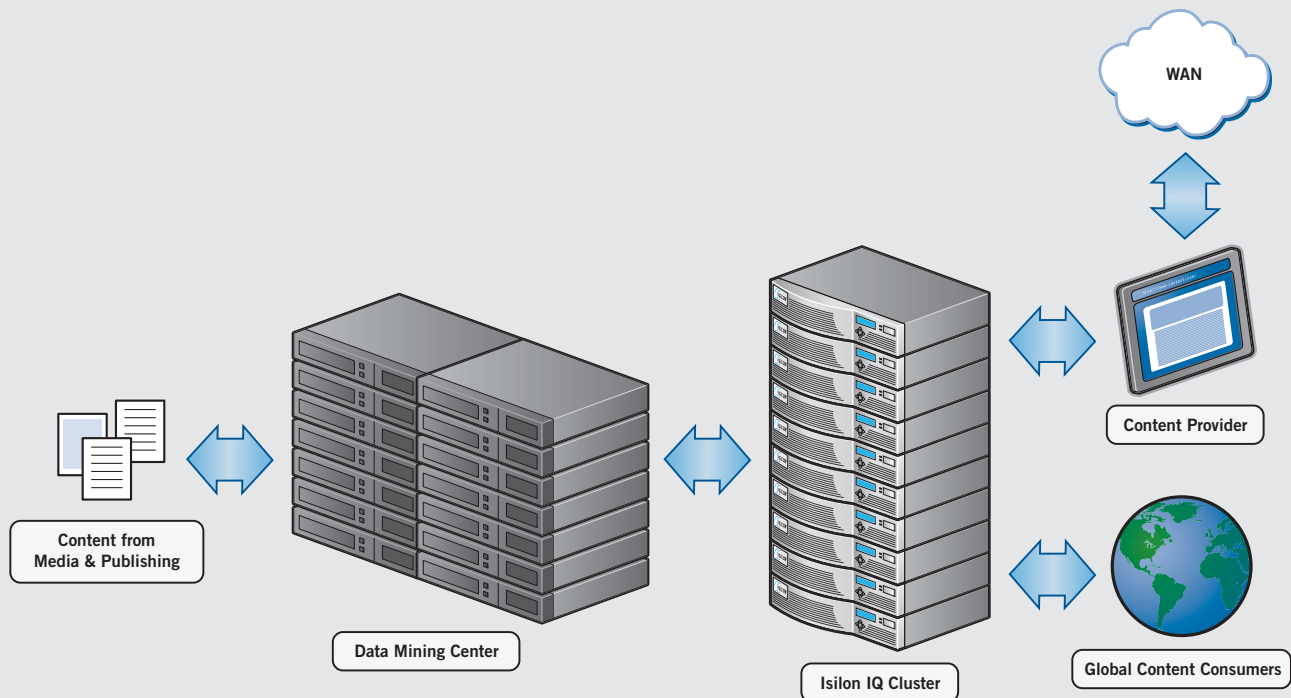 WAN
Content Provider
Content from
Media & Publishing
Data Mining Center
Isilon IQ Cluster
Global Content Consumers